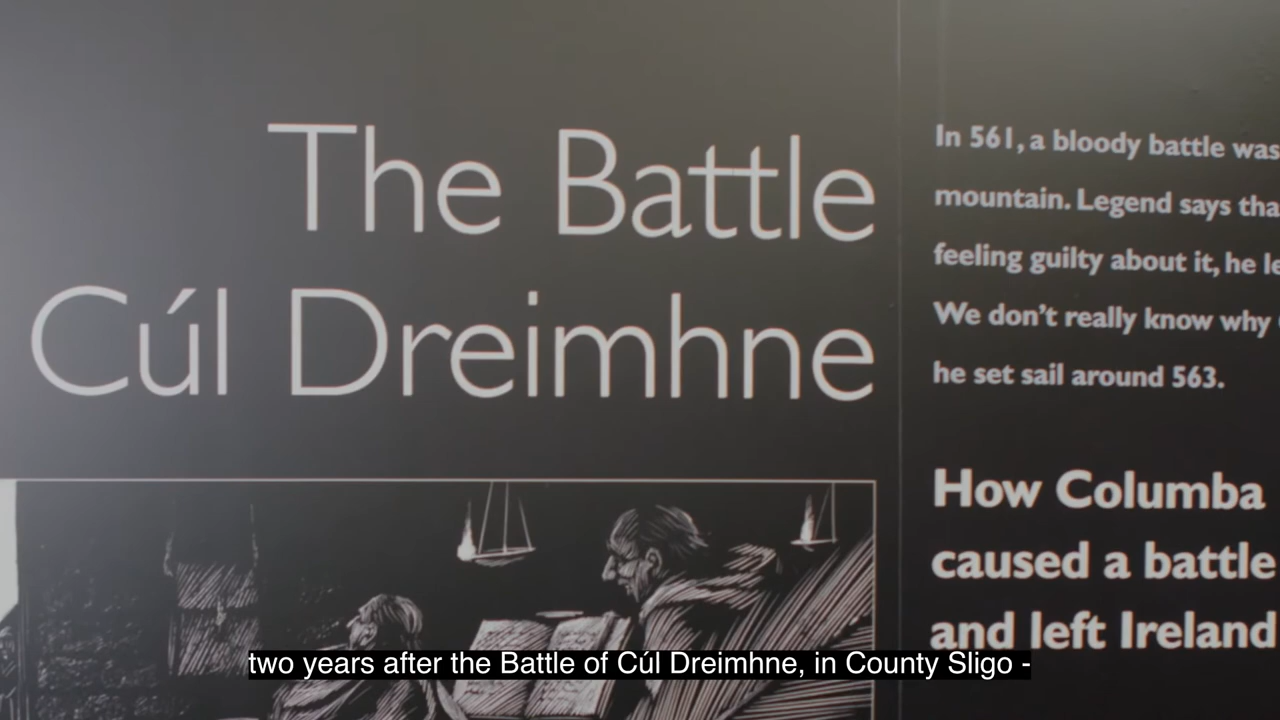 The Battle
Cúl Dreimhne
In 561, a bloody battle was
mountain. Legend says tha
feeling guilty about it, he le
We don't really know why
he set sail around 563.
How Columba
caused a battle
and left Ireland
two years after the Battle of Cúl Dreimhne, in County Sligo -